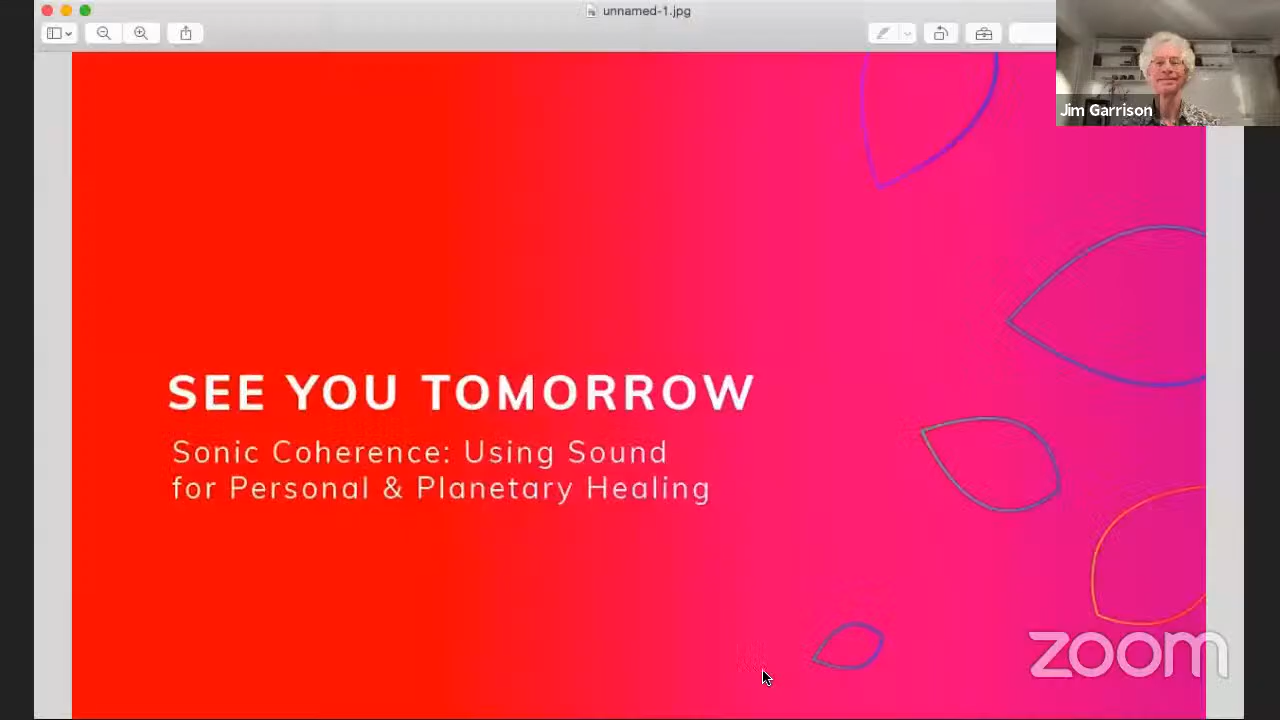 unnamed-1.jpg
Jim Garrison
SEE YOU TOMORROW
Sonic Coherence: Using Sound
for Personal & Planetary Healing
zoom